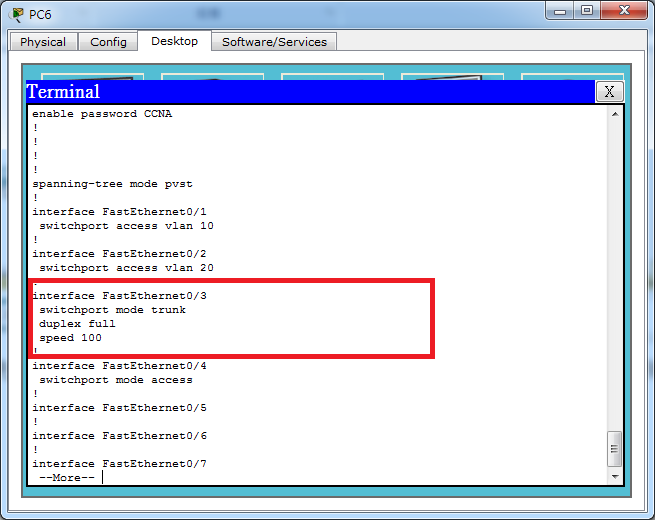 PC6
Physical Config Desktop Software/Services
Terminal X
enable password CCNA
!
!
!
!
spanning-tree mode pvst
!
interface FastEthernet0/1
 switchport access vlan 10
!
interface FastEthernet0/2
 switchport access vlan 20
!
interface FastEthernet0/3
 switchport mode trunk
 duplex full
 speed 100
!
interface FastEthernet0/4
 switchport mode access
!
interface FastEthernet0/5
!
interface FastEthernet0/6
!
interface FastEthernet0/7
 --More--